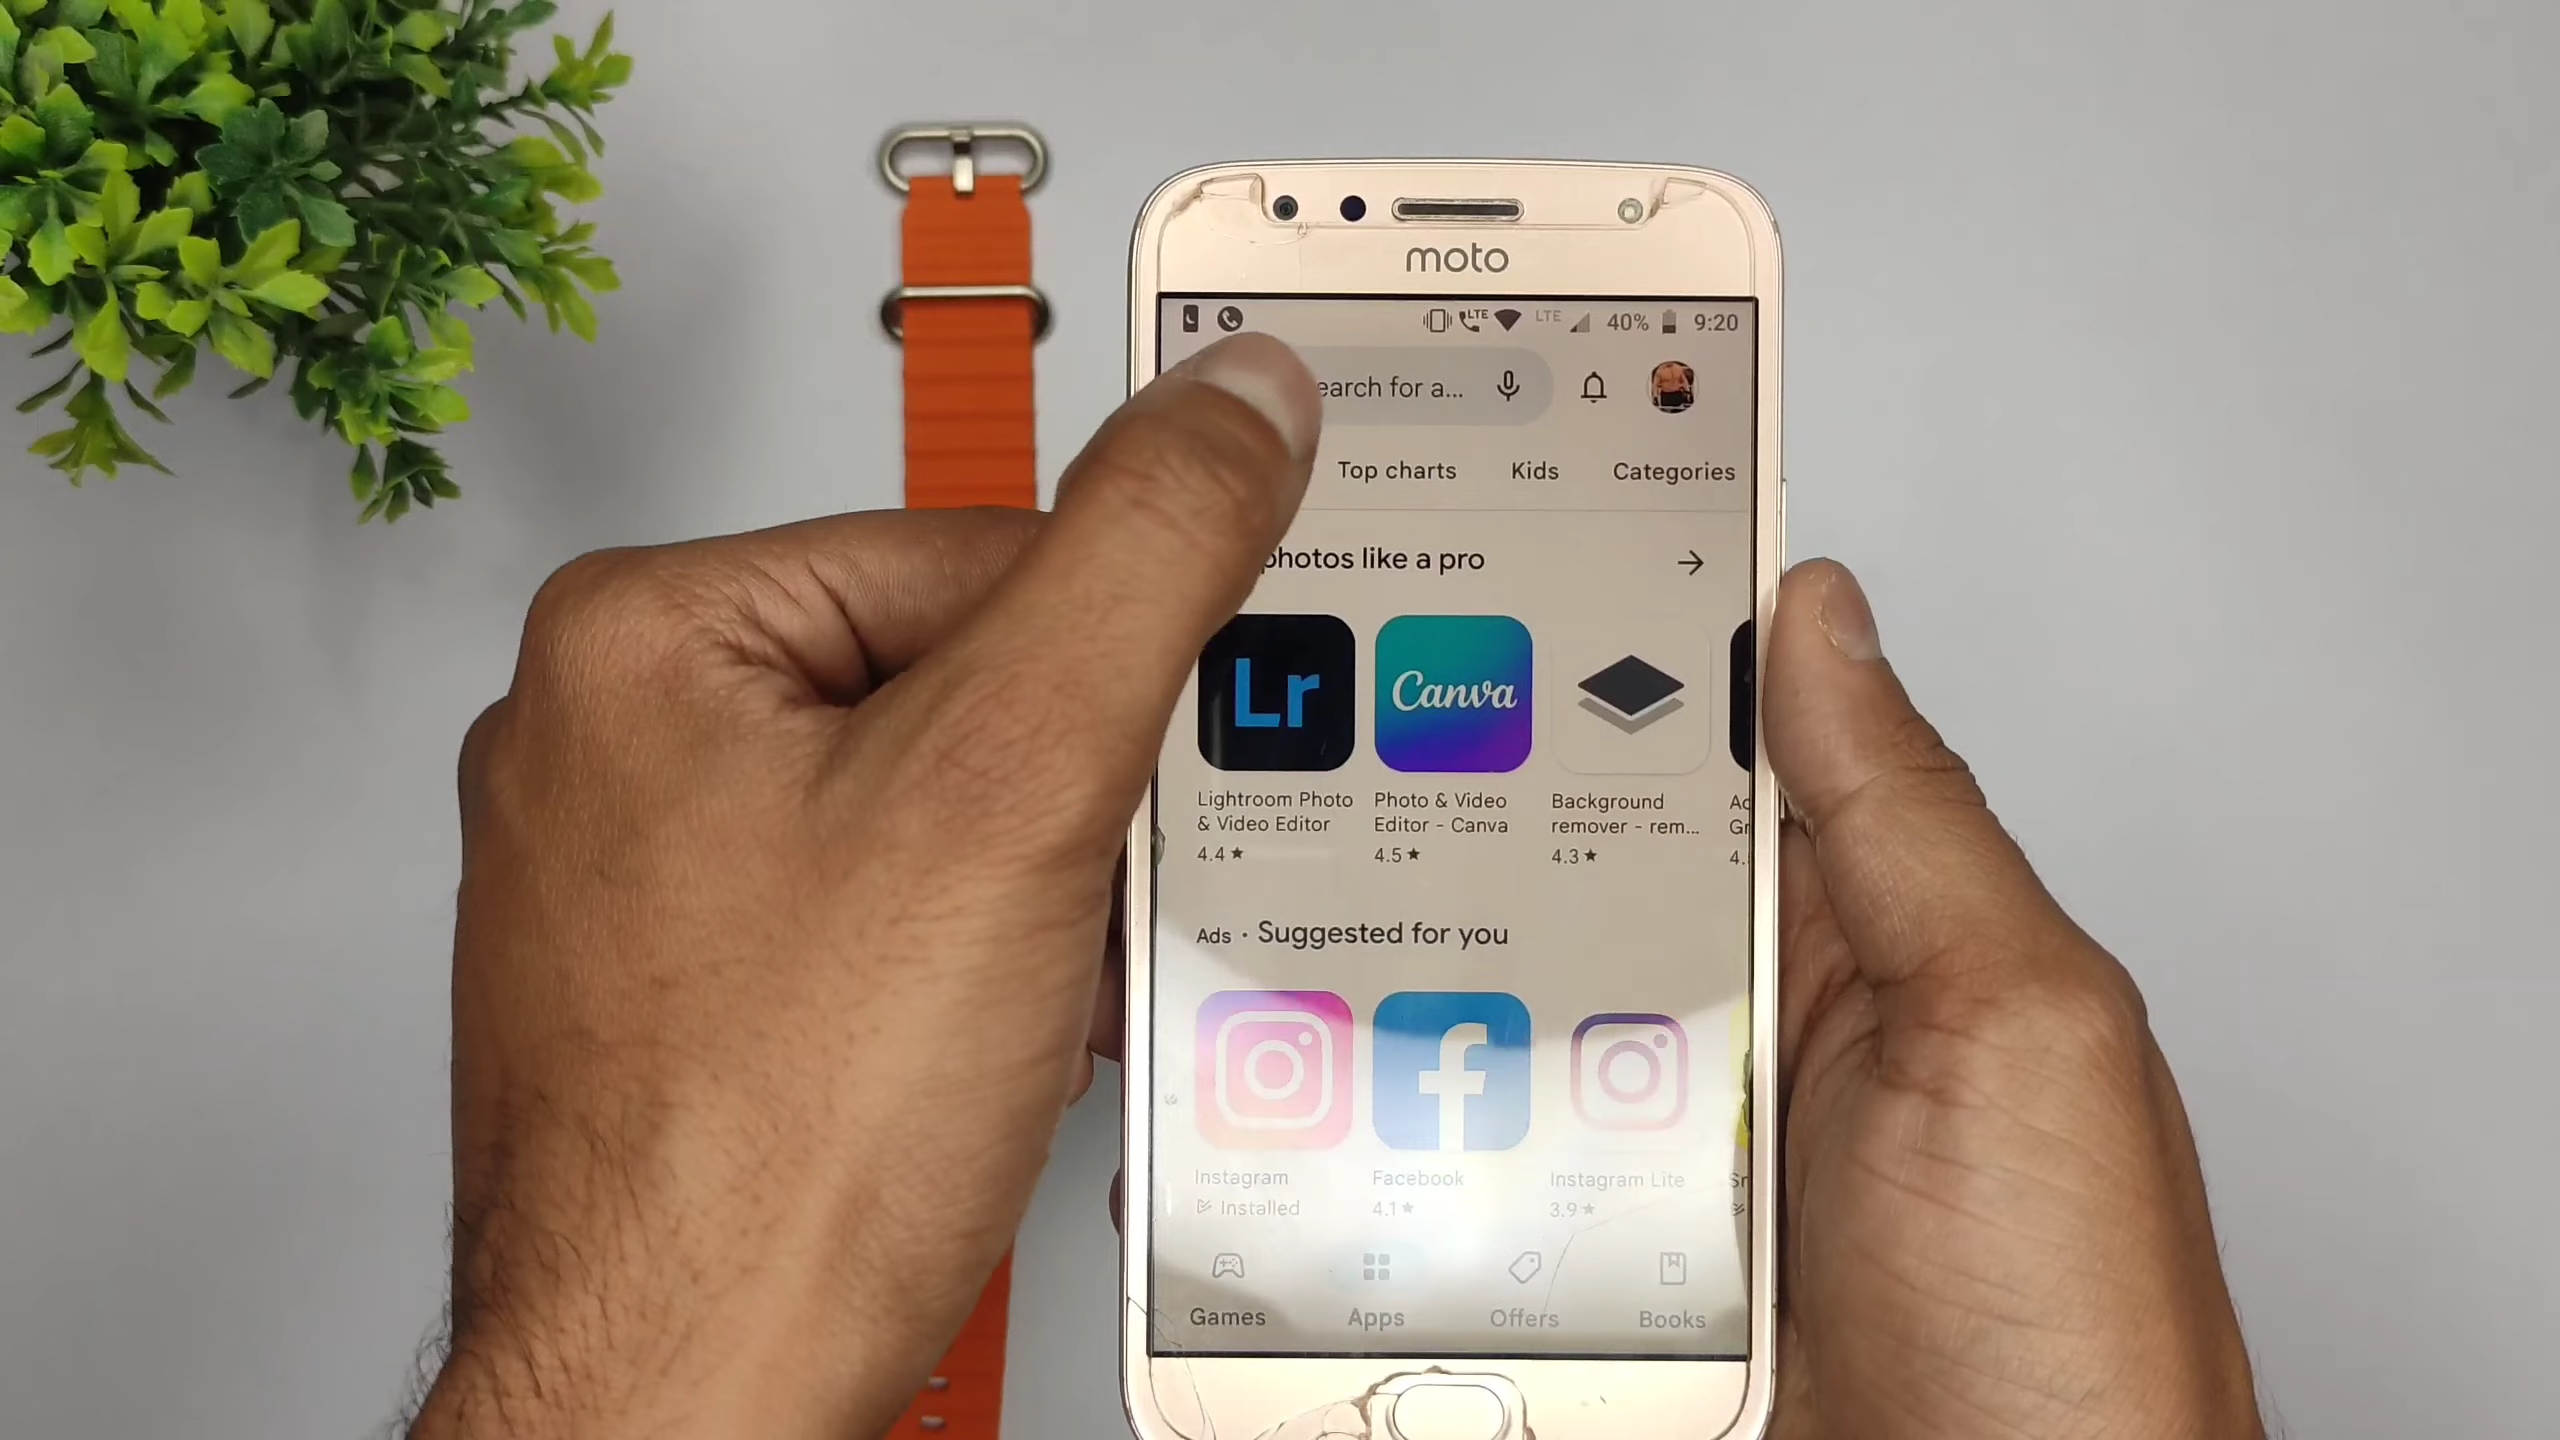 moto
LTE LTE 40% 9:20
earch for a...
Top charts Kids Categories
photos like a pro
Lr Canva
Lightroom Photo & Video Editor
4.4★
Photo & Video Editor - Canva
4.5★
Background remover - rem...
4.3★
Ads • Suggested for you
Instagram
Installed
Facebook
4.1★
Instagram Lite
3.9★
Games Apps Offers Books